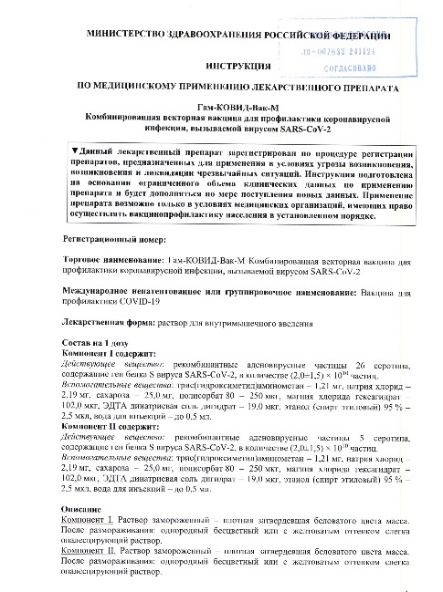 МИНИСТЕРСТВО ЗДРАВООХРАНЕНИЯ РОССИЙСКОЙ ФЕДЕРАЦИИ
ЛП-007632-241121
СОГЛАСОВАНО
ИНСТРУКЦИЯ
ПО МЕДИЦИНСКОМУ ПРИМЕНЕНИЮ ЛЕКАРСТВЕННОГО ПРЕПАРАТА
Гам-КОВИД-Вак-М
Комбинированная векторная вакцина для профилактики коронавирусной
инфекции, вызываемой вирусом SARS-CoV-2
▼Данный лекарственный препарат зарегистрирован по процедуре регистрации
препаратов, предназначенных для применения в условиях угрозы возникновения,
возникновения и ликвидации чрезвычайных ситуаций. Инструкция подготовлена
на основании ограниченного объема клинических данных по применению
препарата и будет дополняться по мере поступления новых данных. Применение
препарата возможно только в условиях медицинских организаций, имеющих право
осуществлять вакцинопрофилактику населения в установленном порядке.
Регистрационный номер:
Торговое наименование: Гам-КОВИД-Вак-М Комбинированная векторная вакцина для
профилактики коронавирусной инфекции, вызываемой вирусом SARS-CoV-2
Международное непатентованное или группировочное наименование: Вакцина для
профилактики COVID-19
Лекарственная форма: раствор для внутримышечного введения
Состав на 1 дозу
Компонент I содержит:
Действующее вещество: рекомбинантные аденовирусные частицы 26 серотипа,
содержащие ген белка S вируса SARS-CoV-2, в количестве (2,0±1,5) × 10¹⁰ частиц.
Вспомогательные вещества: трис(гидроксиметил)аминометан – 1,21 мг, натрия хлорид –
2,19 мг, сахароза – 25,0 мг, полисорбат 80 – 250 мкг, магния хлорида гексагидрат –
102,0 мкг, ЭДТА динатриевая соль дигидрат – 19,0 мкг, этанол (спирт этиловый) 95 % –
2,5 мкл, вода для инъекций – до 0,5 мл.
Компонент II содержит:
Действующее вещество: рекомбинантные аденовирусные частицы 5 серотипа,
содержащие ген белка S вируса SARS-CoV-2, в количестве (2,0±1,5) × 10¹⁰ частиц.
Вспомогательные вещества: трис(гидроксиметил)аминометан – 1,21 мг, натрия хлорид –
2,19 мг, сахароза – 25,0 мг, полисорбат 80 – 250 мкг, магния хлорида гексагидрат –
102,0 мкг, ЭДТА динатриевая соль дигидрат – 19,0 мкг, этанол (спирт этиловый) 95 % –
2,5 мкл, вода для инъекций – до 0,5 мл.
Описание
Компонент I. Раствор замороженный – плотная затвердевшая беловатого цвета масса.
После размораживания: однородный бесцветный или с желтоватым оттенком слегка
опалесцирующий раствор.
Компонент II. Раствор замороженный – плотная затвердевшая беловатого цвета масса.
После размораживания: однородный бесцветный или с желтоватым оттенком слегка
опалесцирующий раствор.